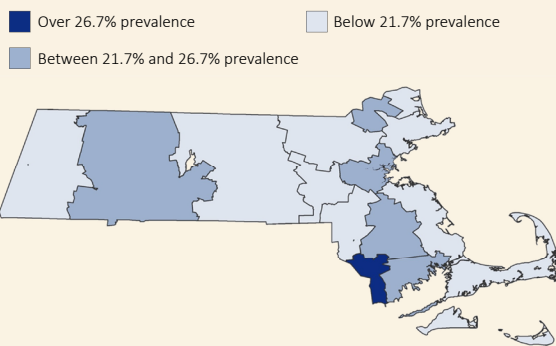 Over 26.7% prevalence
Below 21.7% prevalence
Between 21.7% and 26.7% prevalence